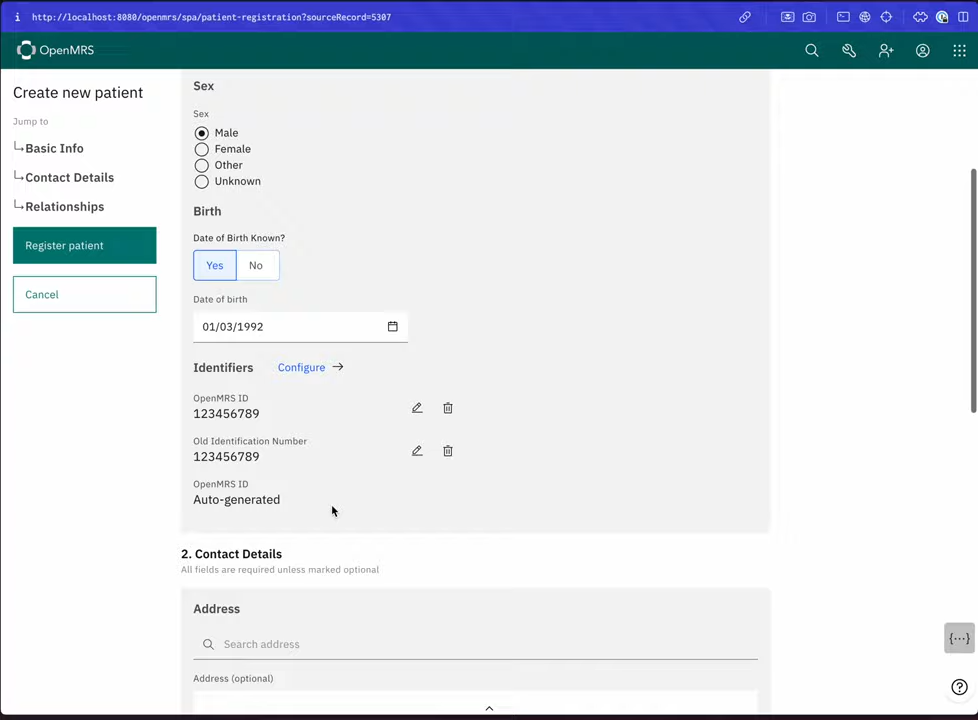 http://localhost:8080/openmrs/spa/patient-registration?sourceRecord=5307
OpenMRS
Create new patient
Jump to
Basic Info
Contact Details
Relationships
Register patient
Cancel
Sex
Sex
Male
Female
Other
Unknown
Birth
Date of Birth Known?
Yes No
Date of birth
01/03/1992
Identifiers Configure →
OpenMRS ID
123456789
Old Identification Number
123456789
OpenMRS ID
Auto-generated
2. Contact Details
All fields are required unless marked optional
Address
Search address
Address (optional)
{···}